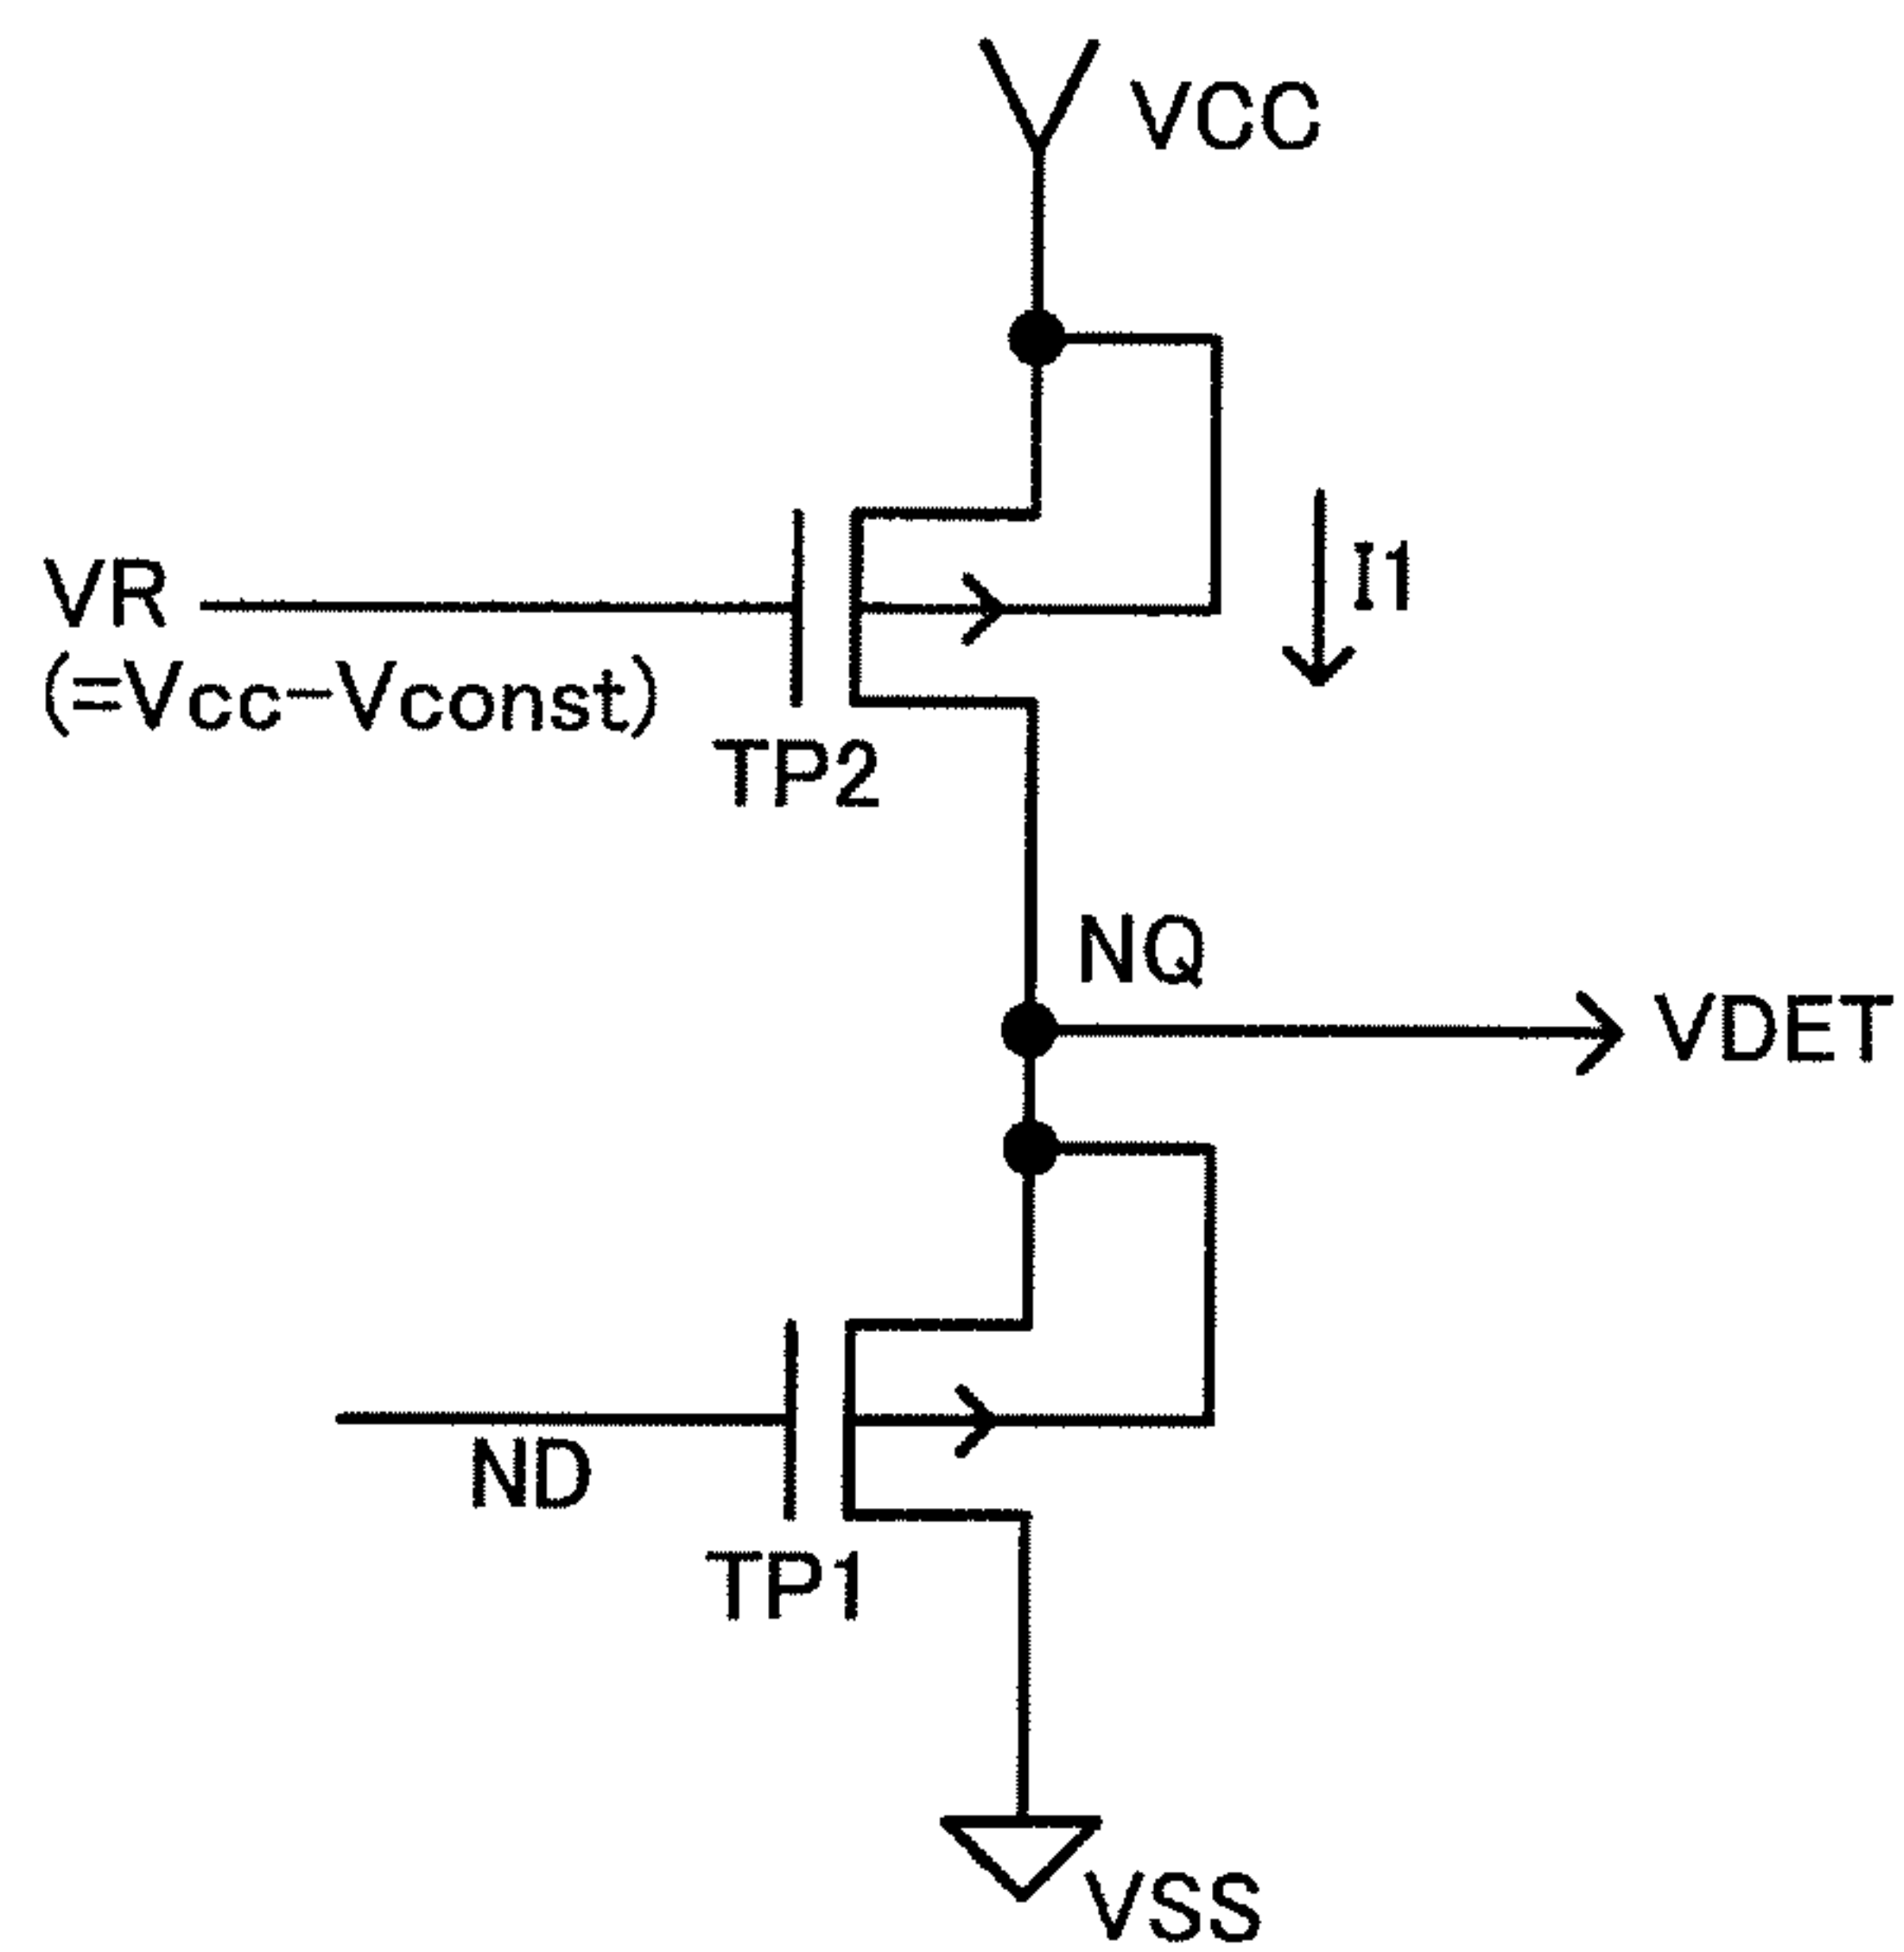 VCC
I1
VR
(=Vcc-Vconst)
TP2
NQ
VDET
ND
TP1
VSS